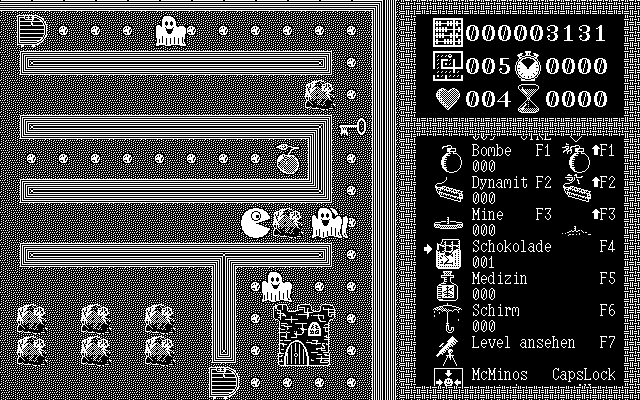 000003131
005 0000
004 0000
Bombe F1 F1
000
Dynamit F2 F2
000
Mine F3 F3
000
Schokolade F4
001
Medizin F5
000
Schirm F6
000
Level ansehen F7
McMinos CapsLock